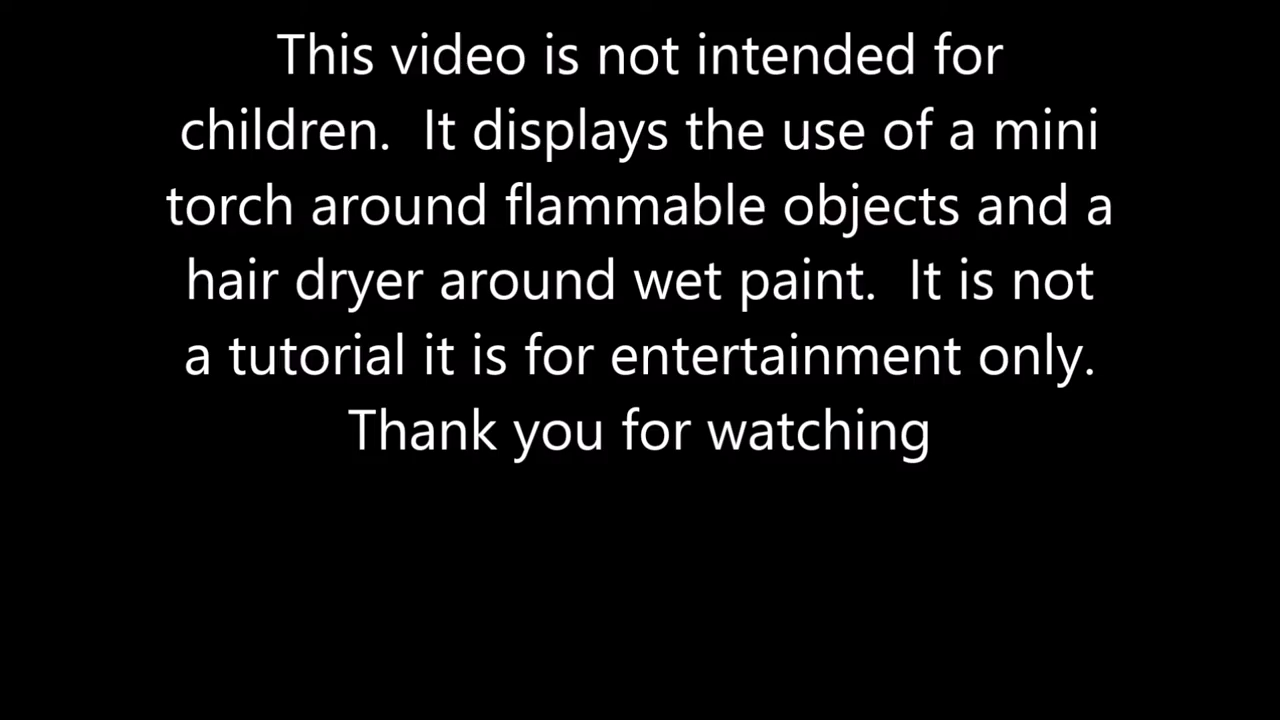 This video is not intended for
children.  It displays the use of a mini
torch around flammable objects and a
hair dryer around wet paint.  It is not
a tutorial it is for entertainment only.
Thank you for watching